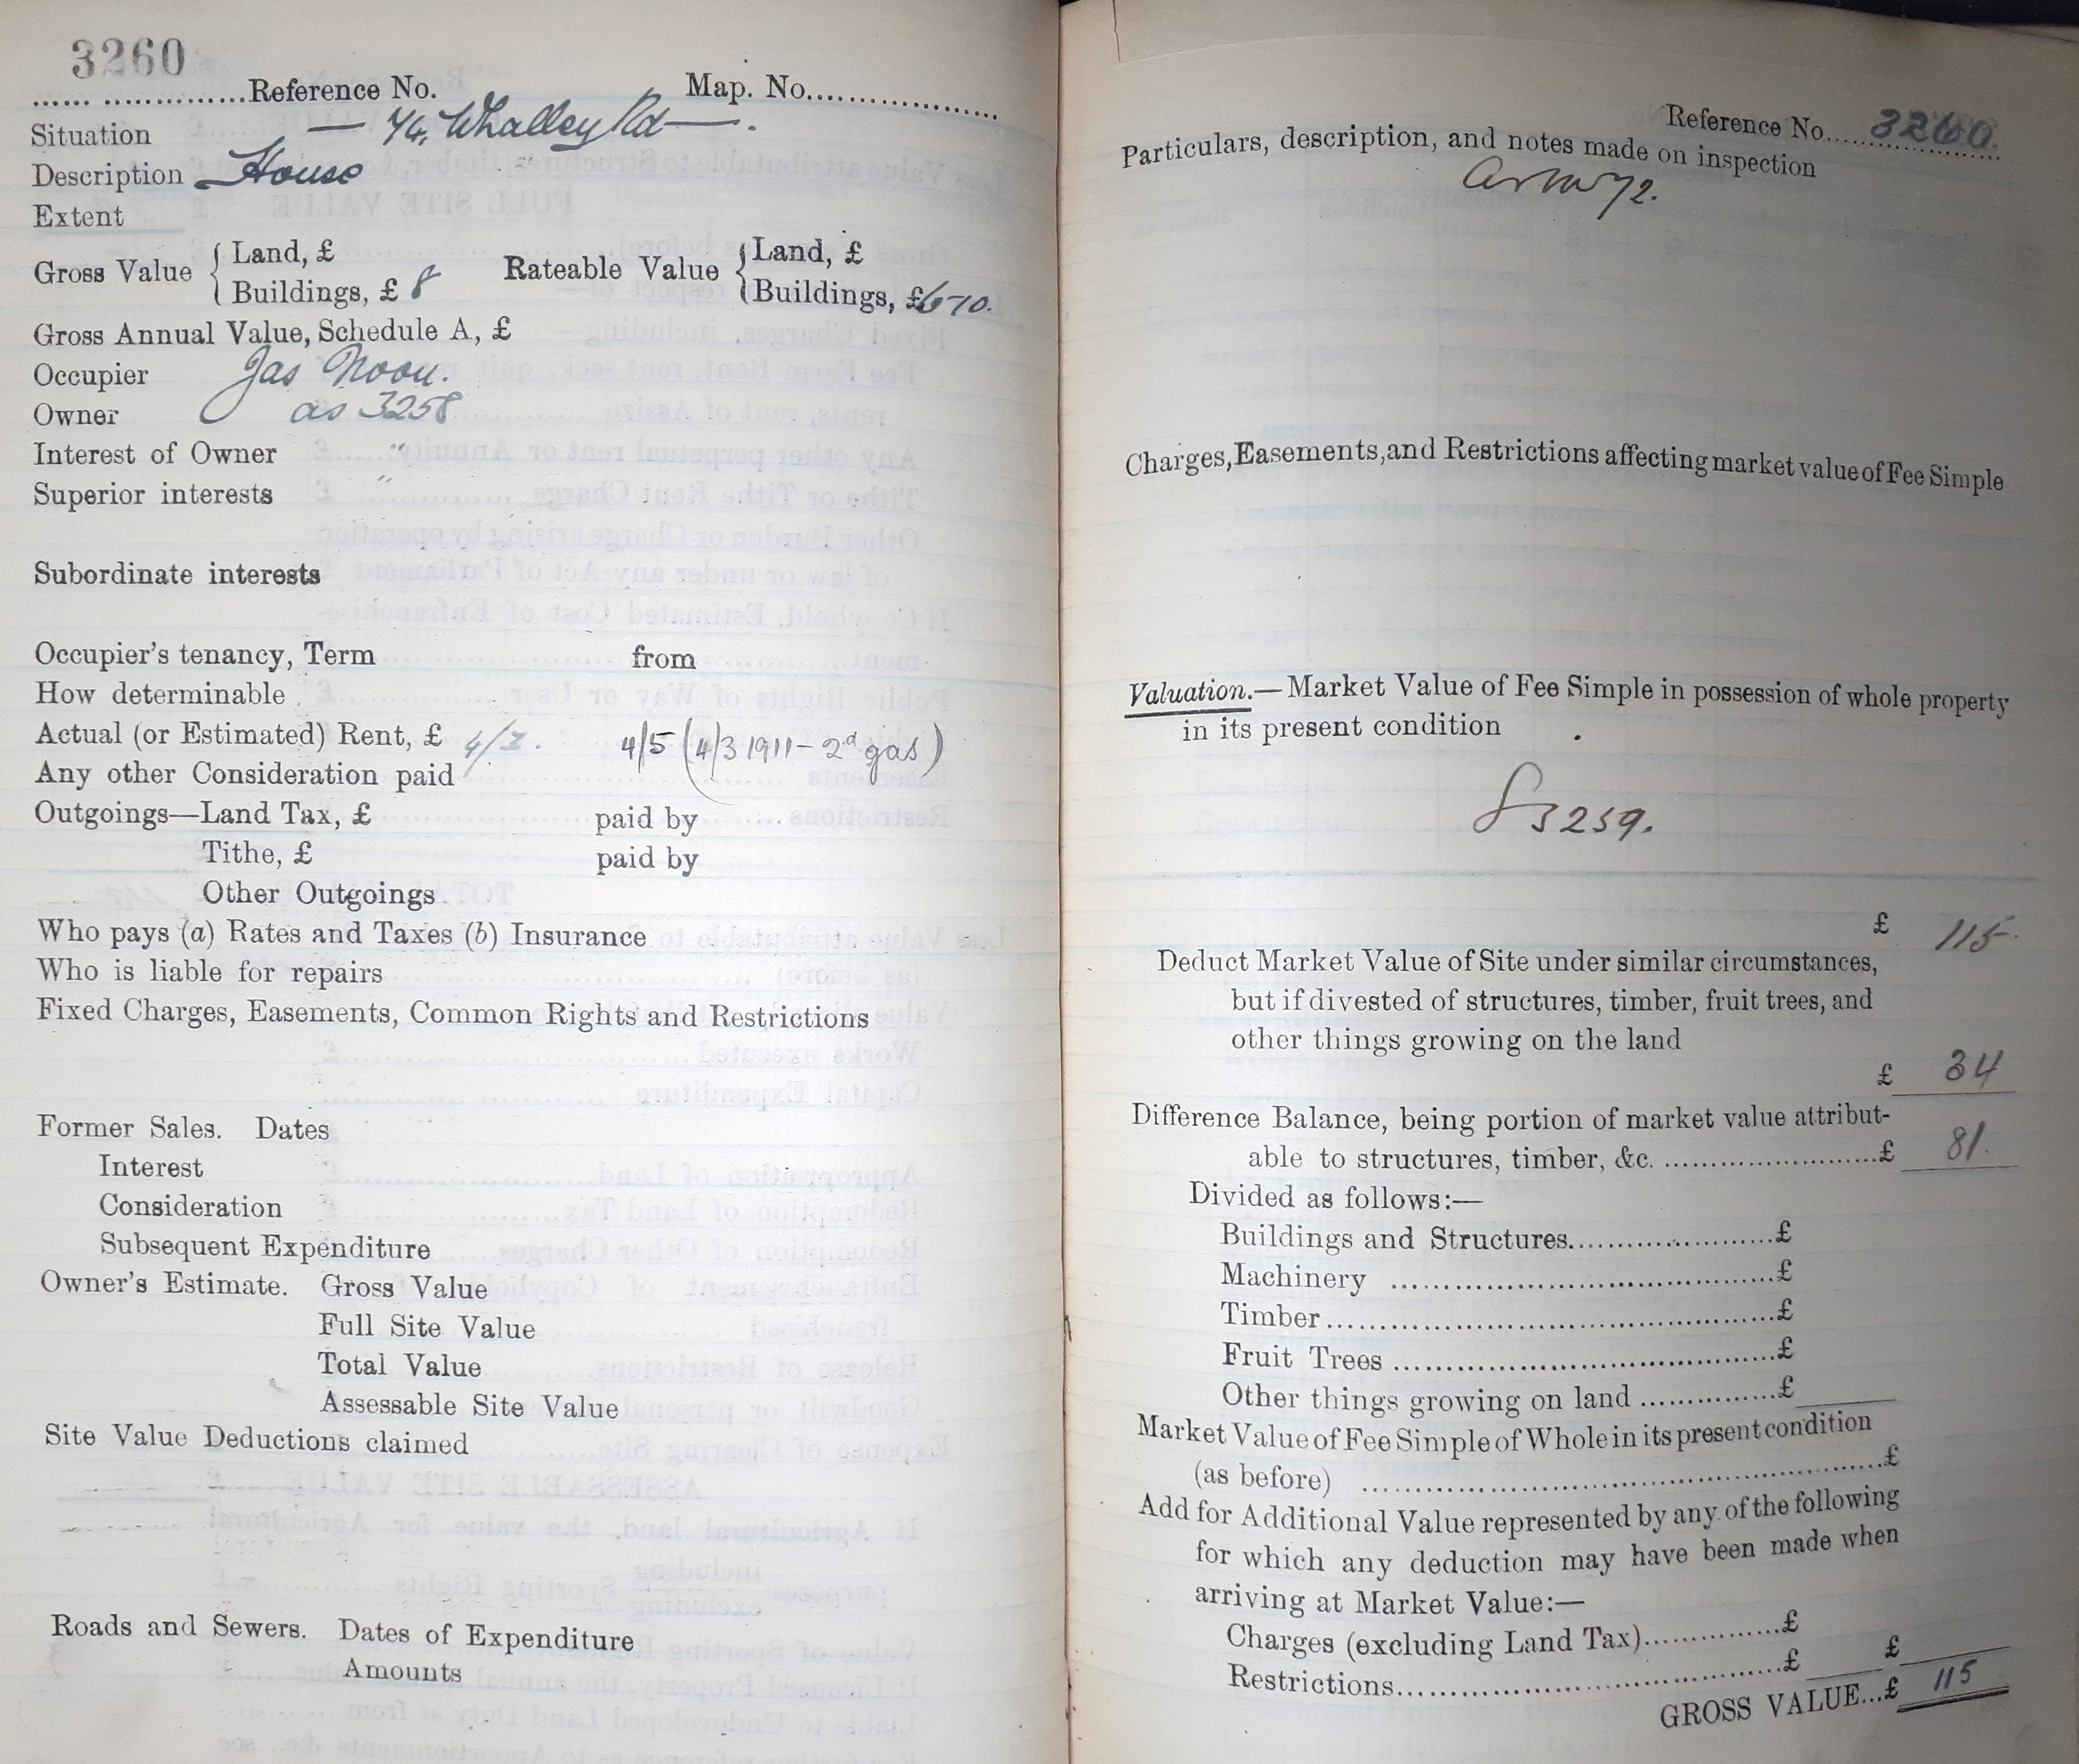 3260
Reference No. Map. No.
Situation — 74, Whalley Rd —.
Description House
Extent
Gross Value { Land, £ Rateable Value { Land, £
Buildings, £ 8 Buildings, £ 6-10.
Gross Annual Value, Schedule A, £
Occupier Jas Noon.
Owner as 3258
Interest of Owner "
Superior interests "
Subordinate interests
Occupier's tenancy, Term from
How determinable
Actual (or Estimated) Rent, £ 4/3. 4/5 (4/3 1911 – 2d gas)
Any other Consideration paid
Outgoings—Land Tax, £ paid by
Tithe, £ paid by
Other Outgoings
Who pays (a) Rates and Taxes (b) Insurance
Who is liable for repairs
Fixed Charges, Easements, Common Rights and Restrictions
Former Sales. Dates
Interest
Consideration
Subsequent Expenditure
Owner's Estimate. Gross Value
Full Site Value
Total Value
Assessable Site Value
Site Value Deductions claimed
Roads and Sewers. Dates of Expenditure
Amounts
Reference No. 3260.
Particulars, description, and notes made on inspection
Charges, Easements, and Restrictions affecting market value of Fee Simple
Valuation.—Market Value of Fee Simple in possession of whole property
in its present condition
3259.
£ 115-.
Deduct Market Value of Site under similar circumstances,
but if divested of structures, timber, fruit trees, and
other things growing on the land
£ 34
Difference Balance, being portion of market value attribut-
able to structures, timber, &c. £ 81.
Divided as follows:—
Buildings and Structures £
Machinery £
Timber £
Fruit Trees £
Other things growing on land £
Market Value of Fee Simple of Whole in its present condition
(as before) £
Add for Additional Value represented by any of the following
for which any deduction may have been made when
arriving at Market Value:—
Charges (excluding Land Tax) £
Restrictions £ £
GROSS VALUE...£ 115